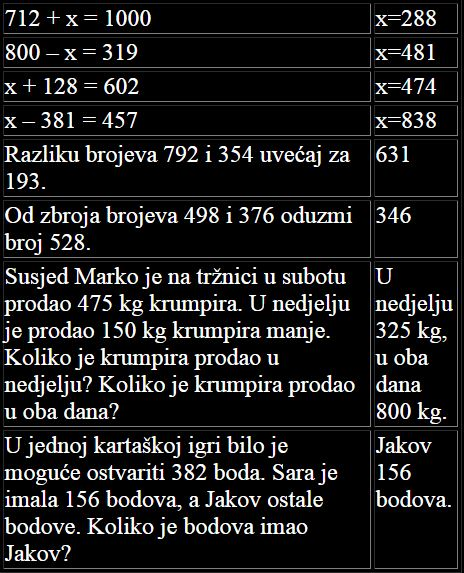 712 + x = 1000
x=288
800 – x = 319
x=481
x + 128 = 602
x=474
x – 381 = 457
x=838
Razliku brojeva 792 i 354 uvećaj za
193.
631
Od zbroja brojeva 498 i 376 oduzmi
broj 528.
346
Susjed Marko je na tržnici u subotu
prodao 475 kg krumpira. U nedjelju
je prodao 150 kg krumpira manje.
Koliko je krumpira prodao u
nedjelju? Koliko je krumpira prodao
u oba dana?
U
nedjelju
325 kg,
u oba
dana
800 kg.
U jednoj kartaškoj igri bilo je
moguće ostvariti 382 boda. Sara je
imala 156 bodova, a Jakov ostale
bodove. Koliko je bodova imao
Jakov?
Jakov
156
bodova.